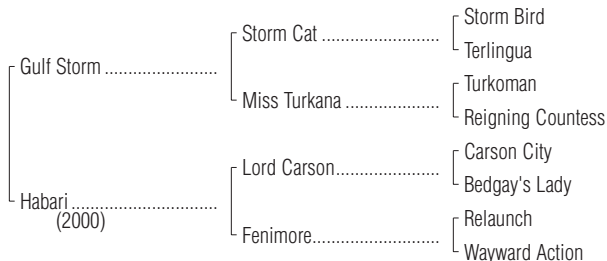 Storm Bird
Storm Cat ........................
Terlingua
Gulf Storm .......................
Turkoman
Miss Turkana ...................
Reigning Countess
Carson City
Lord Carson.....................
Bedgay's Lady
Habari .............................
(2000)
Relaunch
Fenimore.........................
Wayward Action